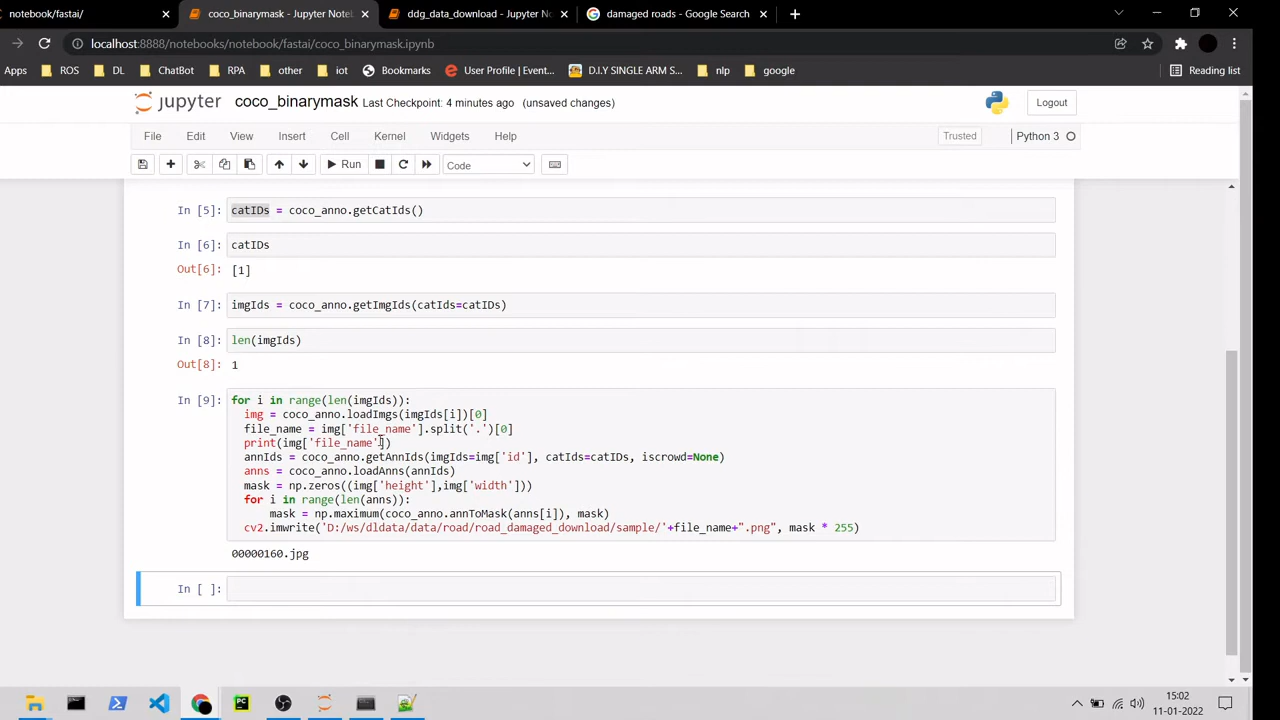 notebook/fastai/
coco_binarymask - Jupyter Note
ddg_data_download - Jupyter No
damaged roads - Google Search
localhost:8888/notebooks/notebook/fastai/coco_binarymask.ipynb
Apps ROS DL ChatBot RPA other iot Bookmarks User Profile | Event... D.I.Y SINGLE ARM S... nlp google Reading list
jupyter coco_binarymask Last Checkpoint: 4 minutes ago (unsaved changes) Logout
File Edit View Insert Cell Kernel Widgets Help Trusted Python 3
Run Code
In [5]: catIDs = coco_anno.getCatIds()
In [6]: catIDs
Out[6]: [1]
In [7]: imgIds = coco_anno.getImgIds(catIds=catIDs)
In [8]: len(imgIds)
Out[8]: 1
In [9]: for i in range(len(imgIds)):
img = coco_anno.loadImgs(imgIds[i])[0]
file_name = img['file_name'].split('.')[0]
print(img['file_name'])
annIds = coco_anno.getAnnIds(imgIds=img['id'], catIds=catIDs, iscrowd=None)
anns = coco_anno.loadAnns(annIds)
mask = np.zeros((img['height'],img['width']))
for i in range(len(anns)):
mask = np.maximum(coco_anno.annToMask(anns[i]), mask)
cv2.imwrite('D:/ws/dldata/data/road/road_damaged_download/sample/'+file_name+".png", mask * 255)
00000160.jpg
In [ ]:
15:02
11-01-2022